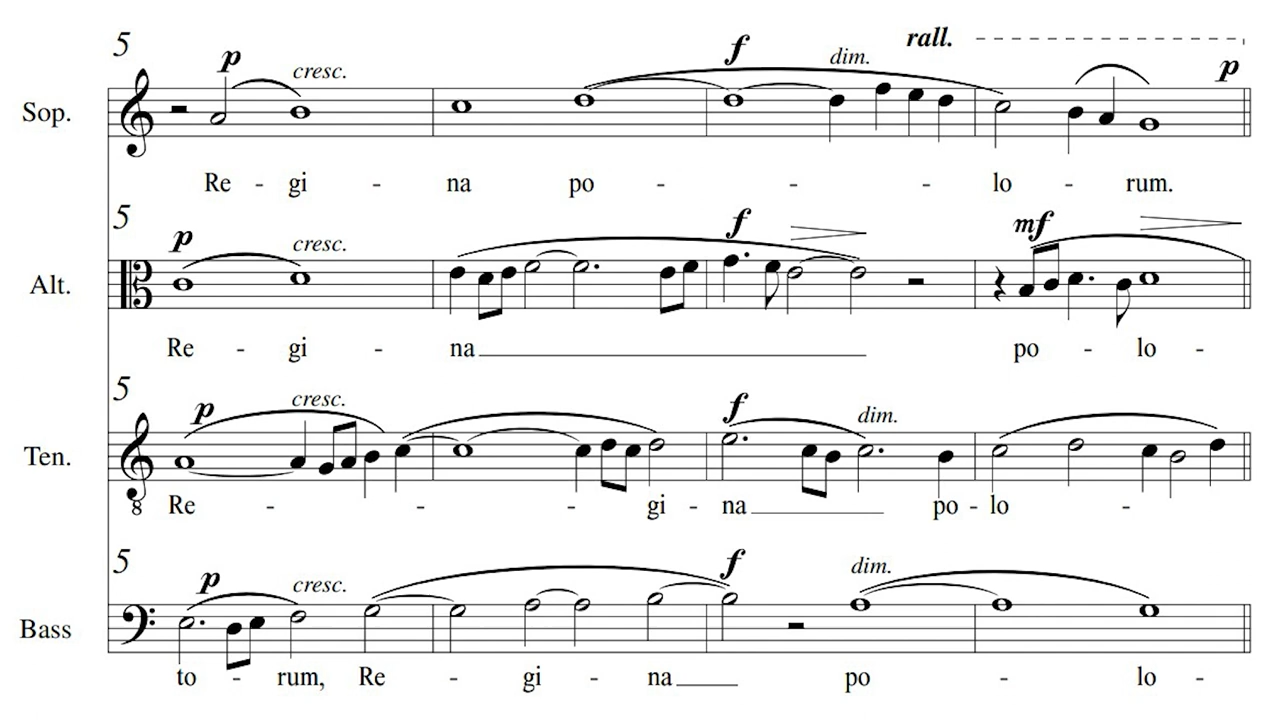 rall.
5 p cresc. f dim. p
Sop.
Re - gi - na po - - - lo - rum.
5 p cresc. f mf
Alt.
Re - gi - na po - lo -
5 p cresc. f dim.
Ten.
8
Re - - - gi - na po - lo -
5 p cresc. f dim.
Bass
to - rum, Re - gi - na po - lo -